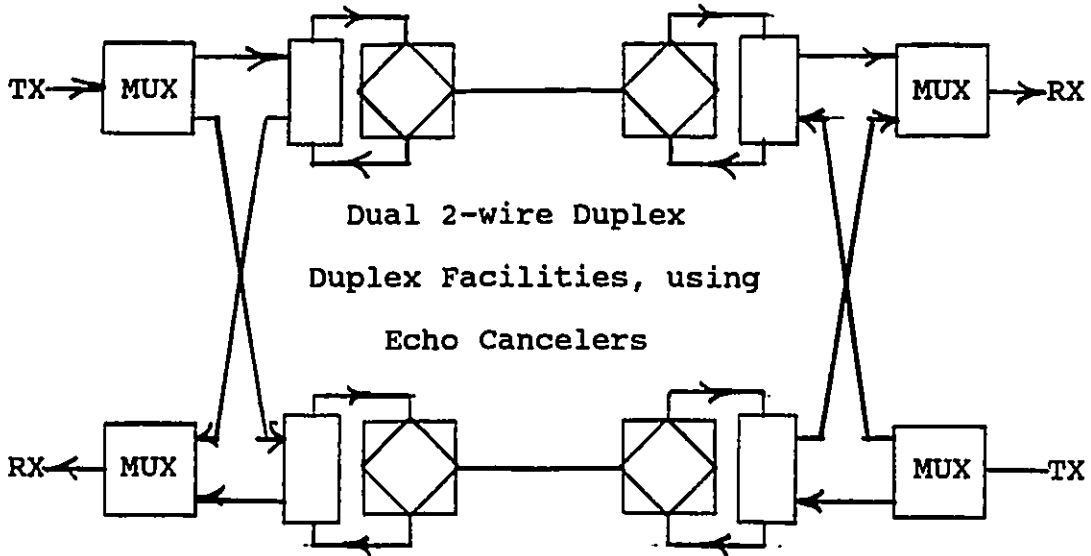 TX
MUX
MUX
RX
Dual 2-wire Duplex
Duplex Facilities, using
Echo Cancelers
RX
MUX
MUX
TX